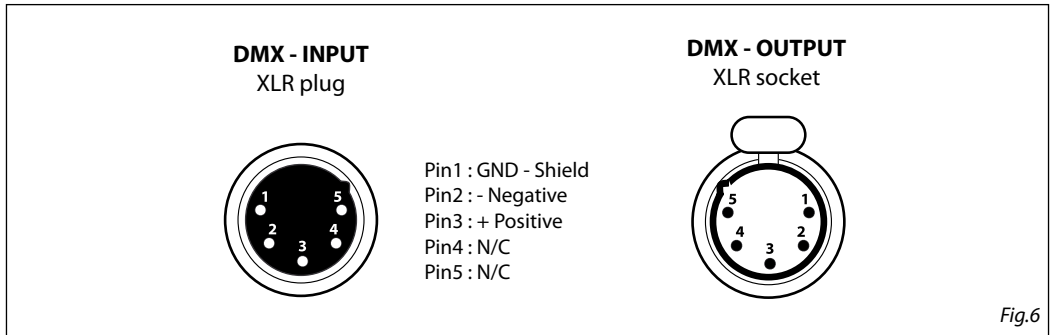 DMX - INPUT
XLR plug
DMX - OUTPUT
XLR socket
1
5
2
4
3
Pin1 : GND - Shield
Pin2 : - Negative
Pin3 : + Positive
Pin4 : N/C
Pin5 : N/C
5
1
4
2
3
Fig.6